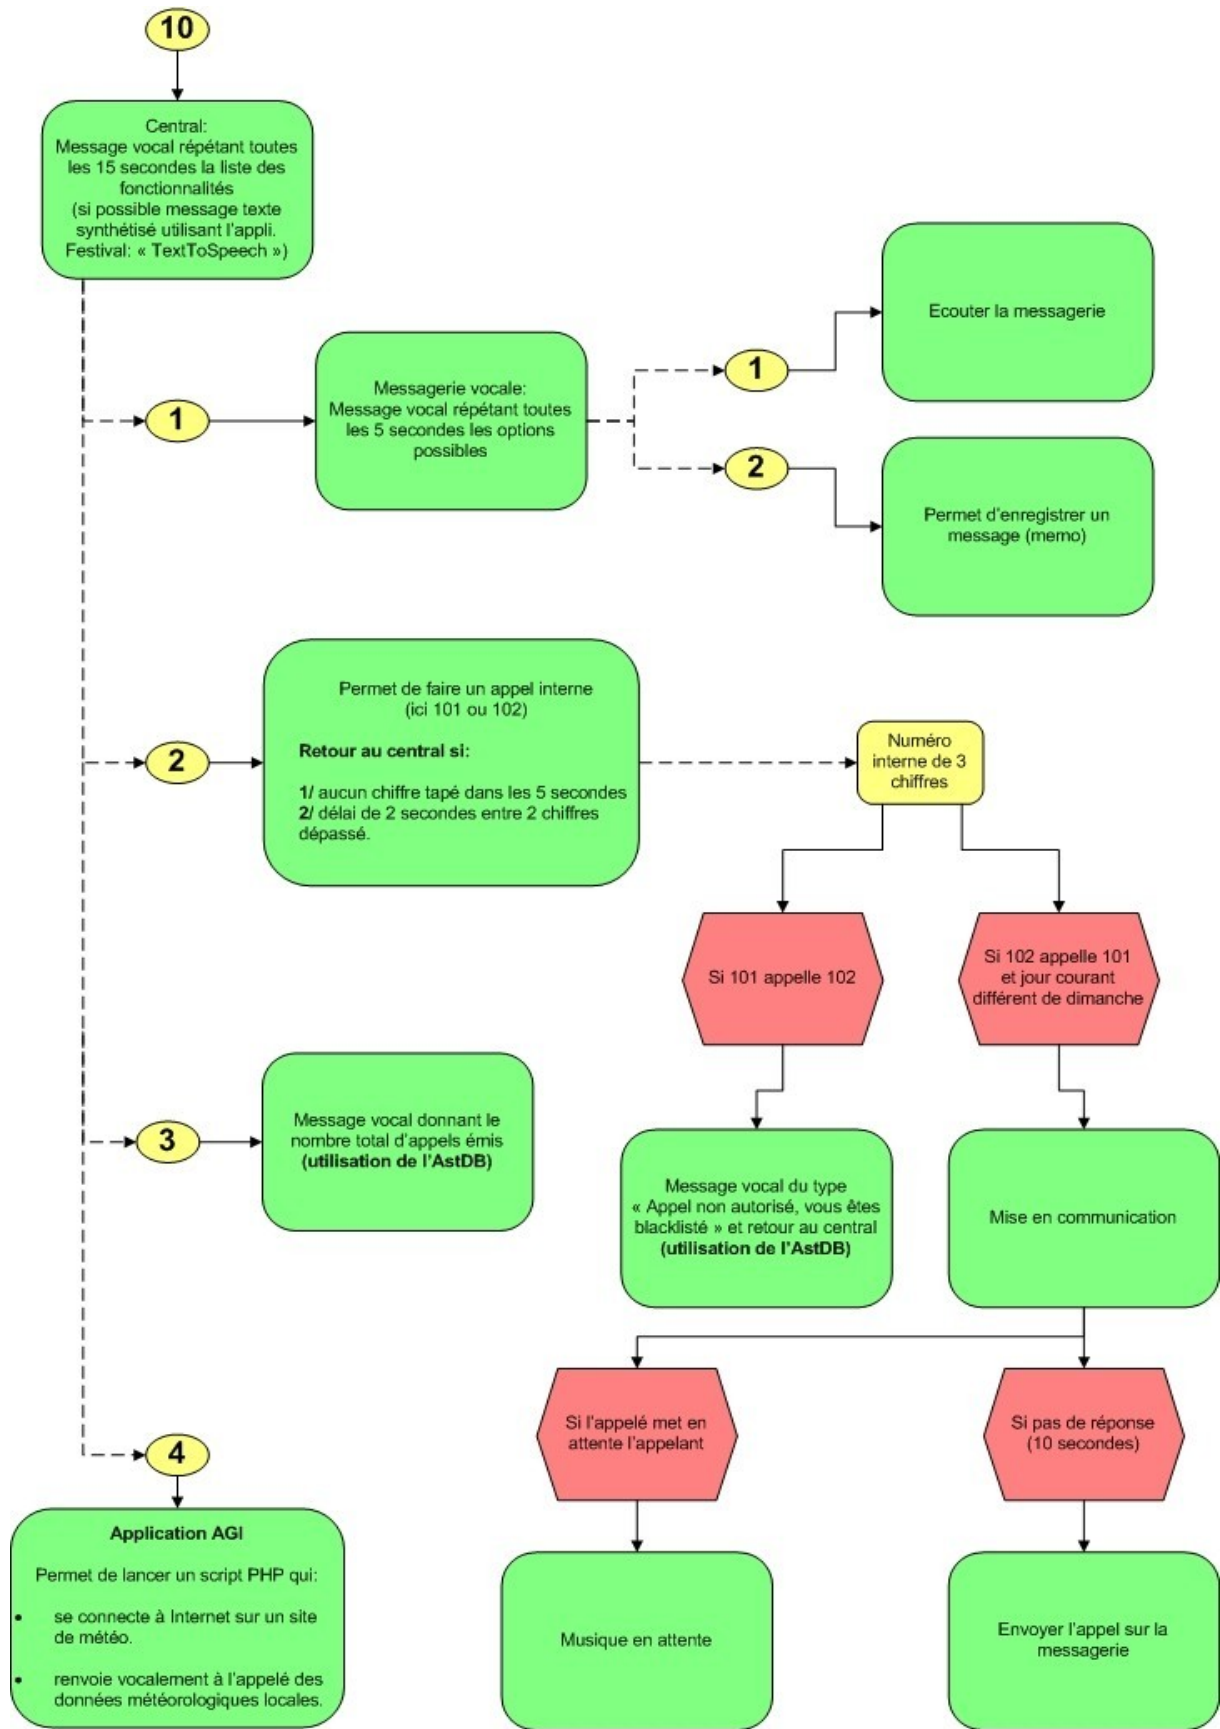 10
Central:
Message vocal répétant toutes
les 15 secondes la liste des
fonctionnalités
(si possible message texte
synthétisé utilisant l'appli.
Festival: « TextToSpeech »)
1
Messagerie vocale:
Message vocal répétant toutes
les 5 secondes les options
possibles
1
Ecouter la messagerie
2
Permet d'enregistrer un
message (memo)
2
Permet de faire un appel interne
(ici 101 ou 102)
Retour au central si:
1/ aucun chiffre tapé dans les 5 secondes
2/ délai de 2 secondes entre 2 chiffres
dépassé.
Numéro
interne de 3
chiffres
Si 101 appelle 102
Si 102 appelle 101
et jour courant
différent de dimanche
3
Message vocal donnant le
nombre total d'appels émis
(utilisation de l'AstDB)
Message vocal du type
« Appel non autorisé, vous êtes
blacklisté » et retour au central
(utilisation de l'AstDB)
Mise en communication
Si l'appelé met en
attente l'appelant
Si pas de réponse
(10 secondes)
4
Application AGI
Permet de lancer un script PHP qui:
• se connecte à Internet sur un site
de météo.
• renvoie vocalement à l'appelé des
données météorologiques locales.
Musique en attente
Envoyer l'appel sur la
messagerie